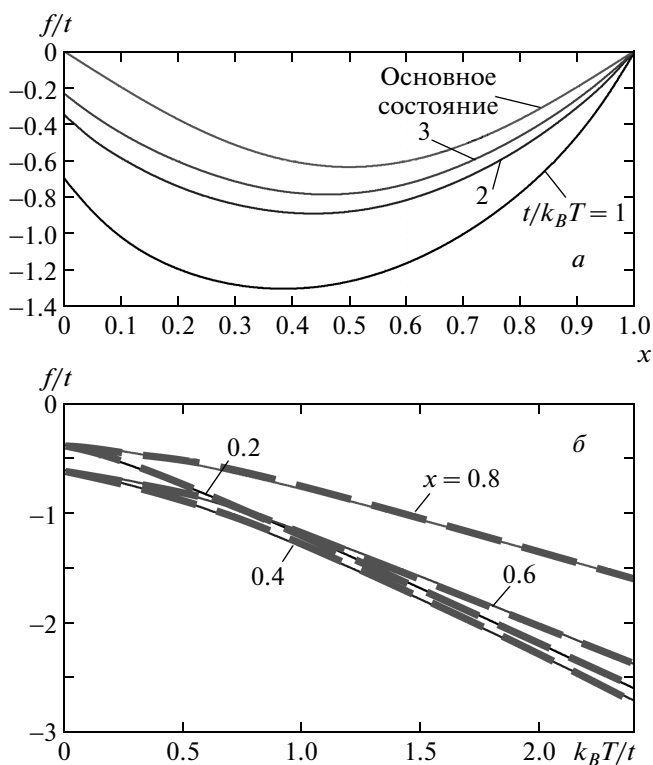 f/t
0
−0.2
−0.4
−0.6
−0.8
−1.0
−1.2
−1.4
Основное
состояние
3
2
t/k_BT = 1
а
0 0.1 0.2 0.3 0.4 0.5 0.6 0.7 0.8 0.9 1.0
x
f/t
0
−1
−2
−3
б
0.2
x = 0.8
0.4
0.6
0 0.5 1.0 1.5 2.0 k_BT/t